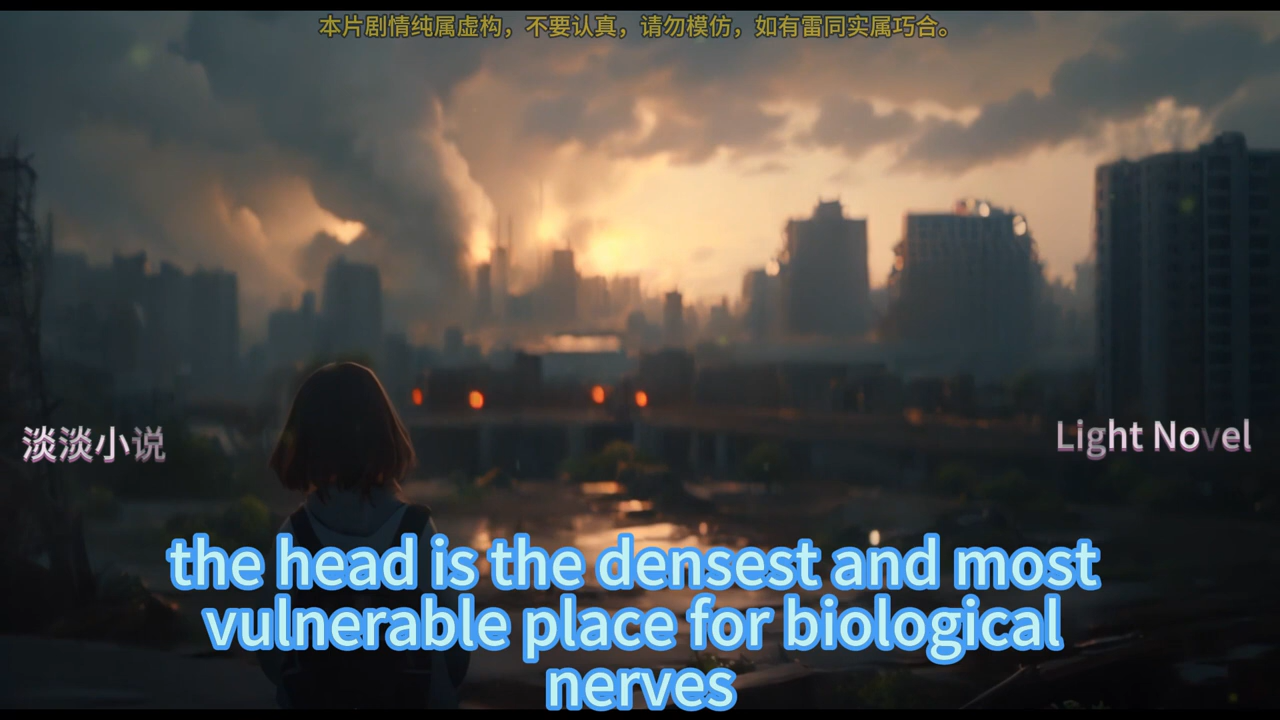 本片剧情纯属虚构，不要认真，请勿模仿，如有雷同实属巧合。
淡淡小说
Light Novel
the head is the densest and most
vulnerable place for biological
nerves